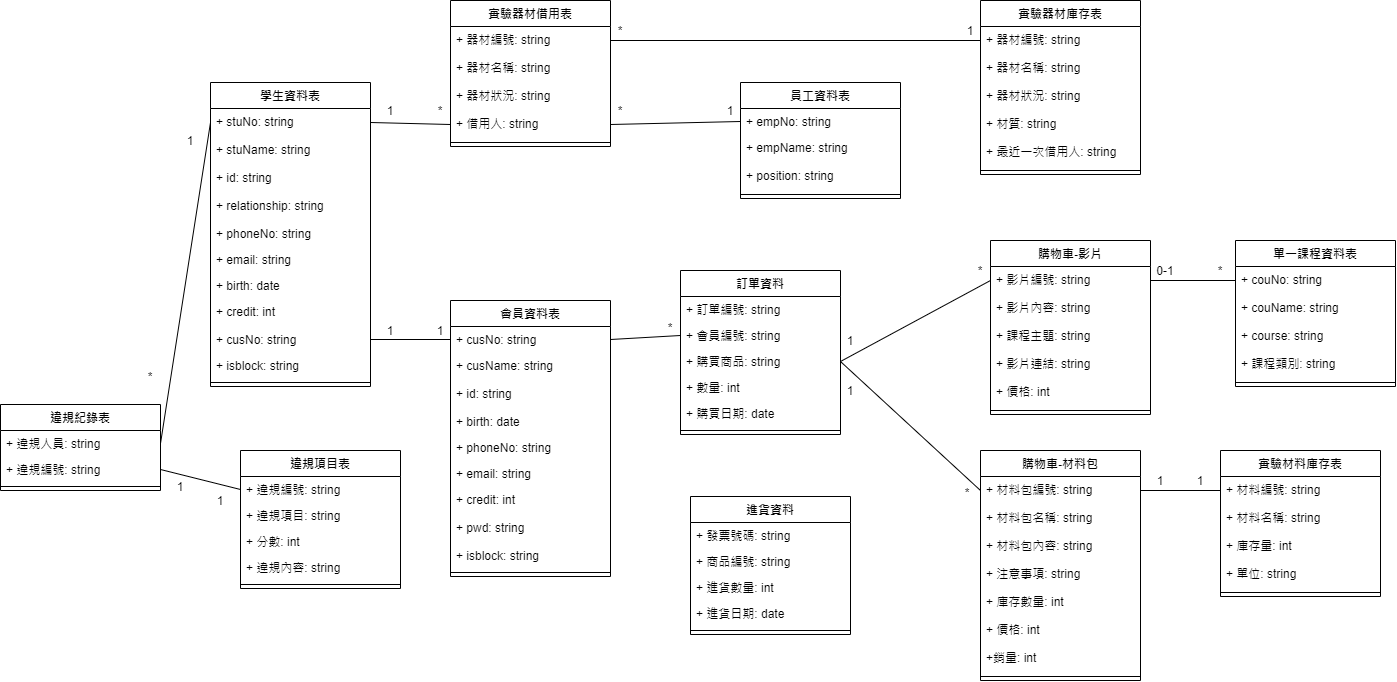 實驗器材借用表
+ 器材編號: string
+ 器材名稱: string
+ 器材狀況: string
+ 借用人: string
*
1
實驗器材庫存表
+ 器材編號: string
+ 器材名稱: string
+ 器材狀況: string
+ 材質: string
+ 最近一次借用人: string
學生資料表
+ stuNo: string
+ stuName: string
+ id: string
+ relationship: string
+ phoneNo: string
+ email: string
+ birth: date
+ credit: int
+ cusNo: string
+ isblock: string
1
*
*
1
員工資料表
+ empNo: string
+ empName: string
+ position: string
1
*
違規紀錄表
+ 違規人員: string
+ 違規編號: string
1
1
違規項目表
+ 違規編號: string
+ 違規項目: string
+ 分數: int
+ 違規內容: string
1
1
會員資料表
+ cusNo: string
+ cusName: string
+ id: string
+ birth: date
+ phoneNo: string
+ email: string
+ credit: int
+ pwd: string
+ isblock: string
*
訂單資料
+ 訂單編號: string
+ 會員編號: string
+ 購買商品: string
+ 數量: int
+ 購買日期: date
1
*
1
*
購物車-影片
+ 影片編號: string
+ 影片內容: string
+ 課程主題: string
+ 影片連結: string
+ 價格: int
0-1
*
單一課程資料表
+ couNo: string
+ couName: string
+ course: string
+ 課程類別: string
進貨資料
+ 發票號碼: string
+ 商品編號: string
+ 進貨數量: int
+ 進貨日期: date
購物車-材料包
+ 材料包編號: string
+ 材料包名稱: string
+ 材料包內容: string
+ 注意事項: string
+ 庫存數量: int
+ 價格: int
+銷量: int
1
1
實驗材料庫存表
+ 材料編號: string
+ 材料名稱: string
+ 庫存量: int
+ 單位: string